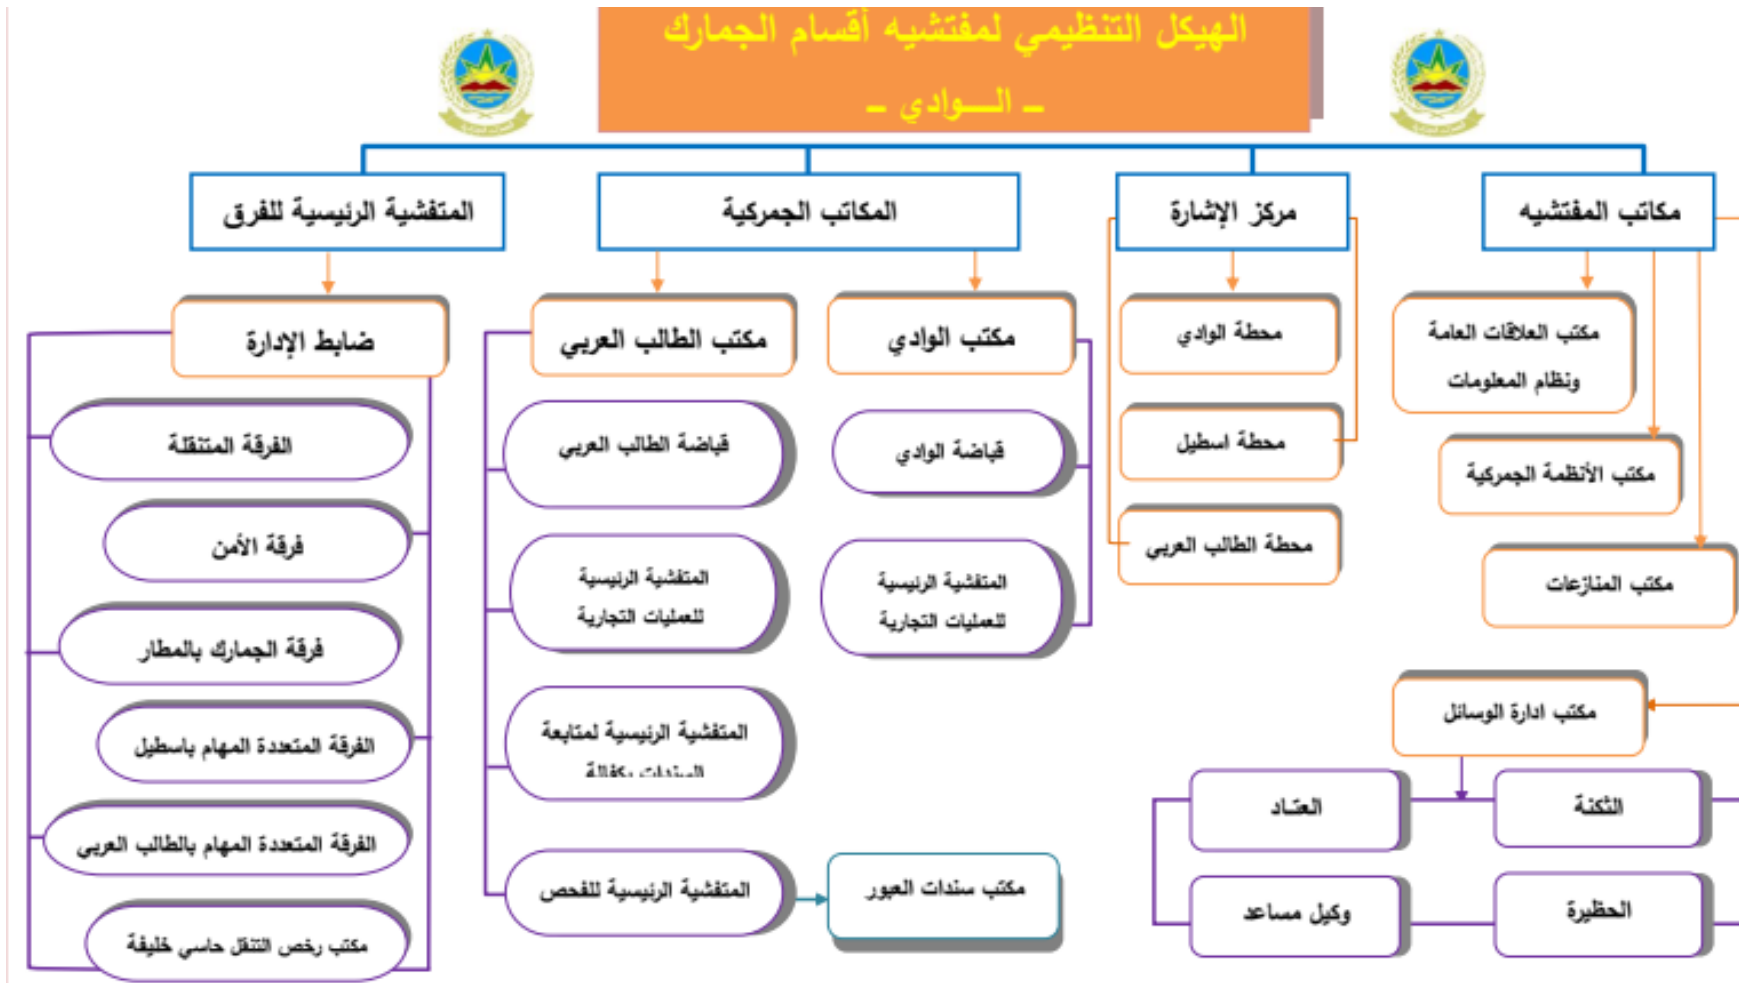 الهيكل التنظيمي لمفتشيه أقسام الجمارك
– الـــوادي –
مكاتب المفتشيه
مركز الإشارة
المكاتب الجمركية
المتفشية الرئيسية للفرق
مكتب العلاقات العامة
ونظام المعلومات
مكتب الأنظمة الجمركية
مكتب المنازعات
مكتب ادارة الوسائل
الثكنة
العتـاد
الحظيرة
وكيل مساعد
محطة الوادي
محطة اسطيل
محطة الطالب العربي
مكتب الوادي
قباضة الوادي
المتفشية الرئيسية
للعمليات التجارية
مكتب الطالب العربي
قباضة الطالب العربي
المتفشية الرئيسية
للعمليات التجارية
المتفشية الرئيسية لمتابعة
السندات بكفالة
المتفشية الرئيسية للفحص
مكتب سندات العبور
ضابط الإدارة
الفرقة المتنقلة
فرقة الأمن
فرقة الجمارك بالمطار
الفرقة المتعددة المهام باسطيل
الفرقة المتعددة المهام بالطالب العربي
مكتب رخص التنقل حاسي خليفة